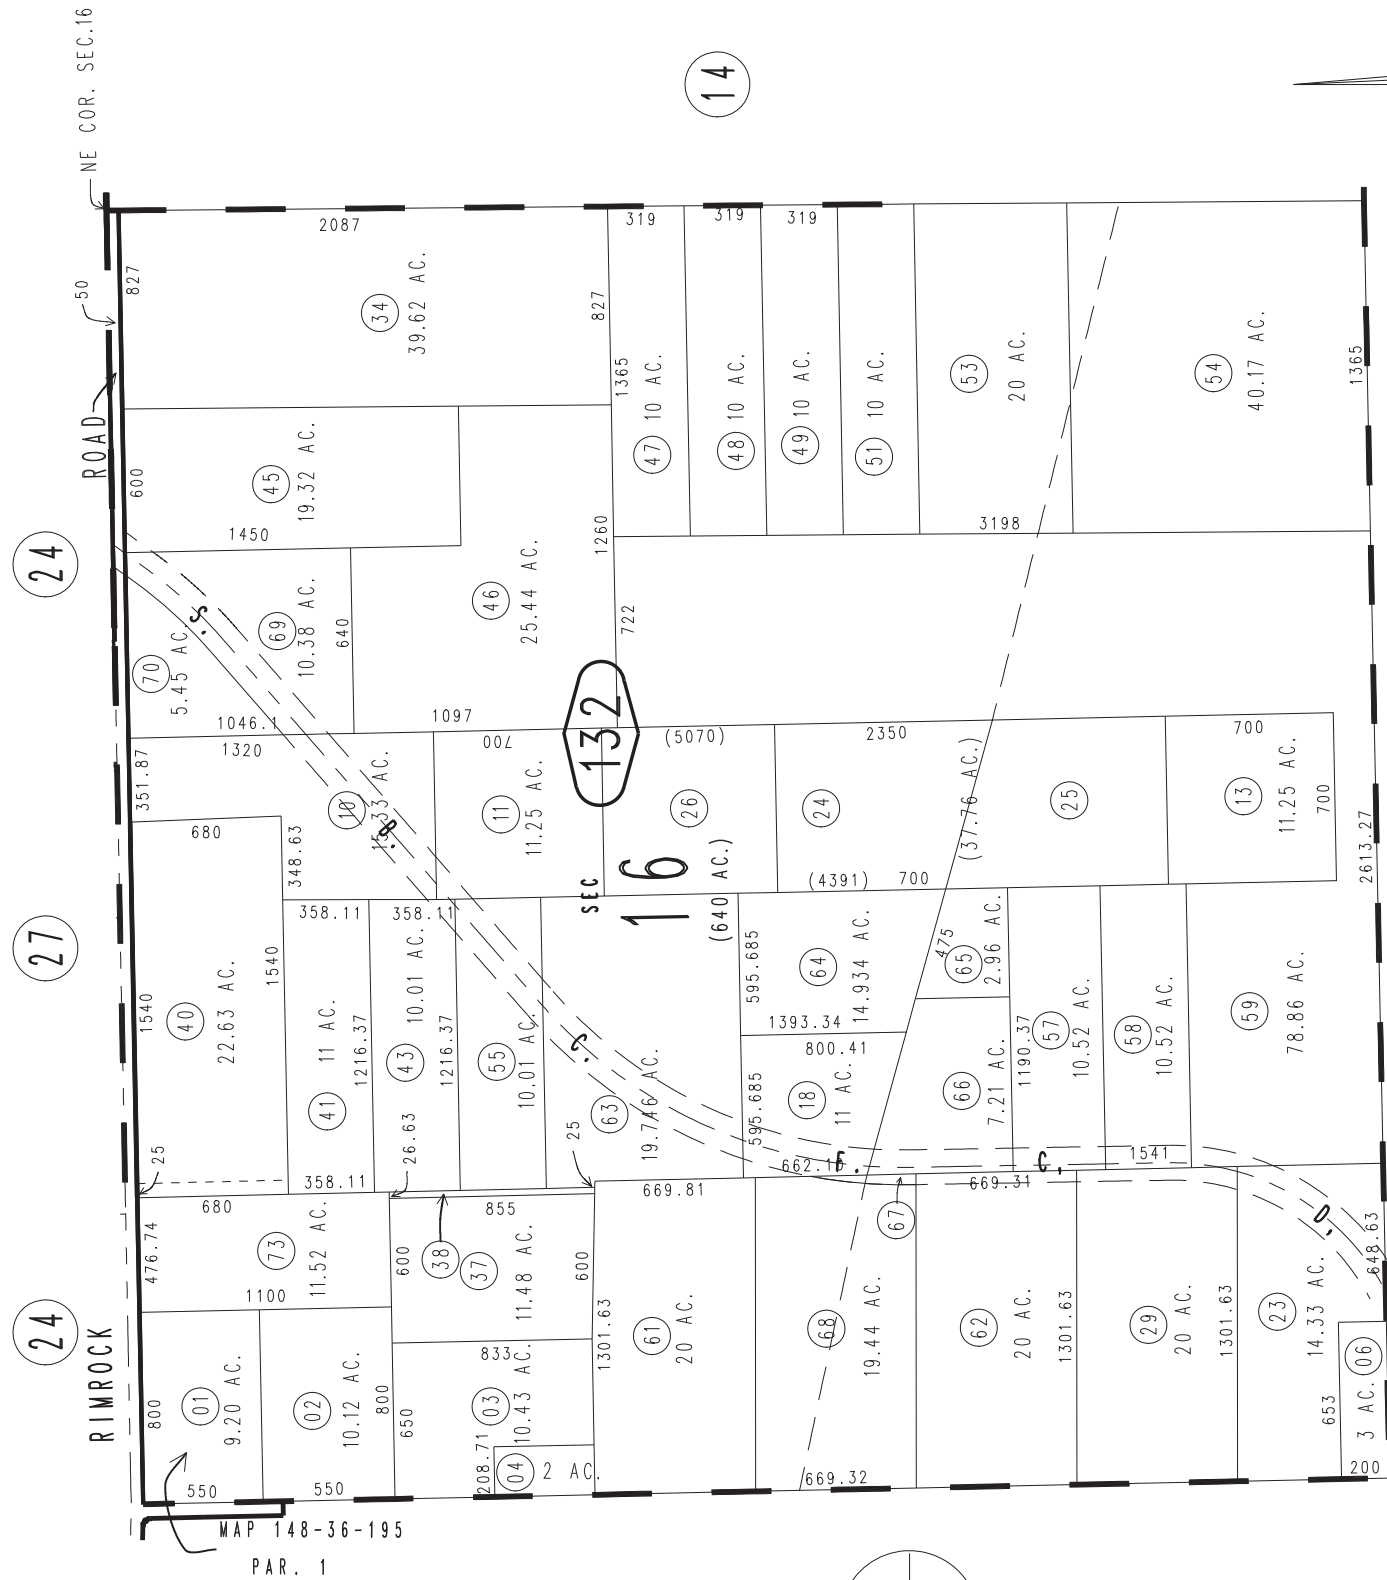 NE COR. SEC.16
14
50
ROAD
827
2087
34
39.62 AC.
827
319
319
319
1365
47 10 AC.
48 10 AC.
49 10 AC.
51 10 AC.
53
20 AC.
54
40.17 AC.
1365
3198
24
600
45
19.32 AC.
1450
1260
46
25.44 AC.
722
70
5.45 AC.
S.
69
10.38 AC.
640
1046.1
1097
1320
132
700
(5070)
2350
700
351.87
680
348.63
10
15.33 AC.
B.
11
11.25 AC.
26
24
(37.76 AC.)
25
13
11.25 AC.
700
2613.27
SEC
16
(640 AC.)
(4391)
700
27
1540
40
22.63 AC.
1540
358.11
358.11
41
11 AC.
1216.37
43
10.01 AC.
1216.37
55
10.01 AC.
C.
63
19.746 AC.
595.685
64
14.934 AC.
1393.34
475
65
2.96 AC.
595.685
800.41
18
11 AC.
66
7.21 AC.
1190.37
57
10.52 AC.
58
10.52 AC.
59
78.86 AC.
25
358.11
26.63
25
662.16
F.
C.
1541
680
669.81
669.31
67
476.74
73
11.52 AC.
1100
600
38
37
855
11.48 AC.
600
D.
648.63
24
RIMROCK
800
01
9.20 AC.
02
10.12 AC.
800
650
833
03
10.43 AC.
208.71
04
2 AC.
1301.63
61
20 AC.
68
19.44 AC.
62
20 AC.
1301.63
29
20 AC.
1301.63
23
14.33 AC.
653
06
3 AC.
200
550
550
669.32
MAP 148-36-195
PAR. 1